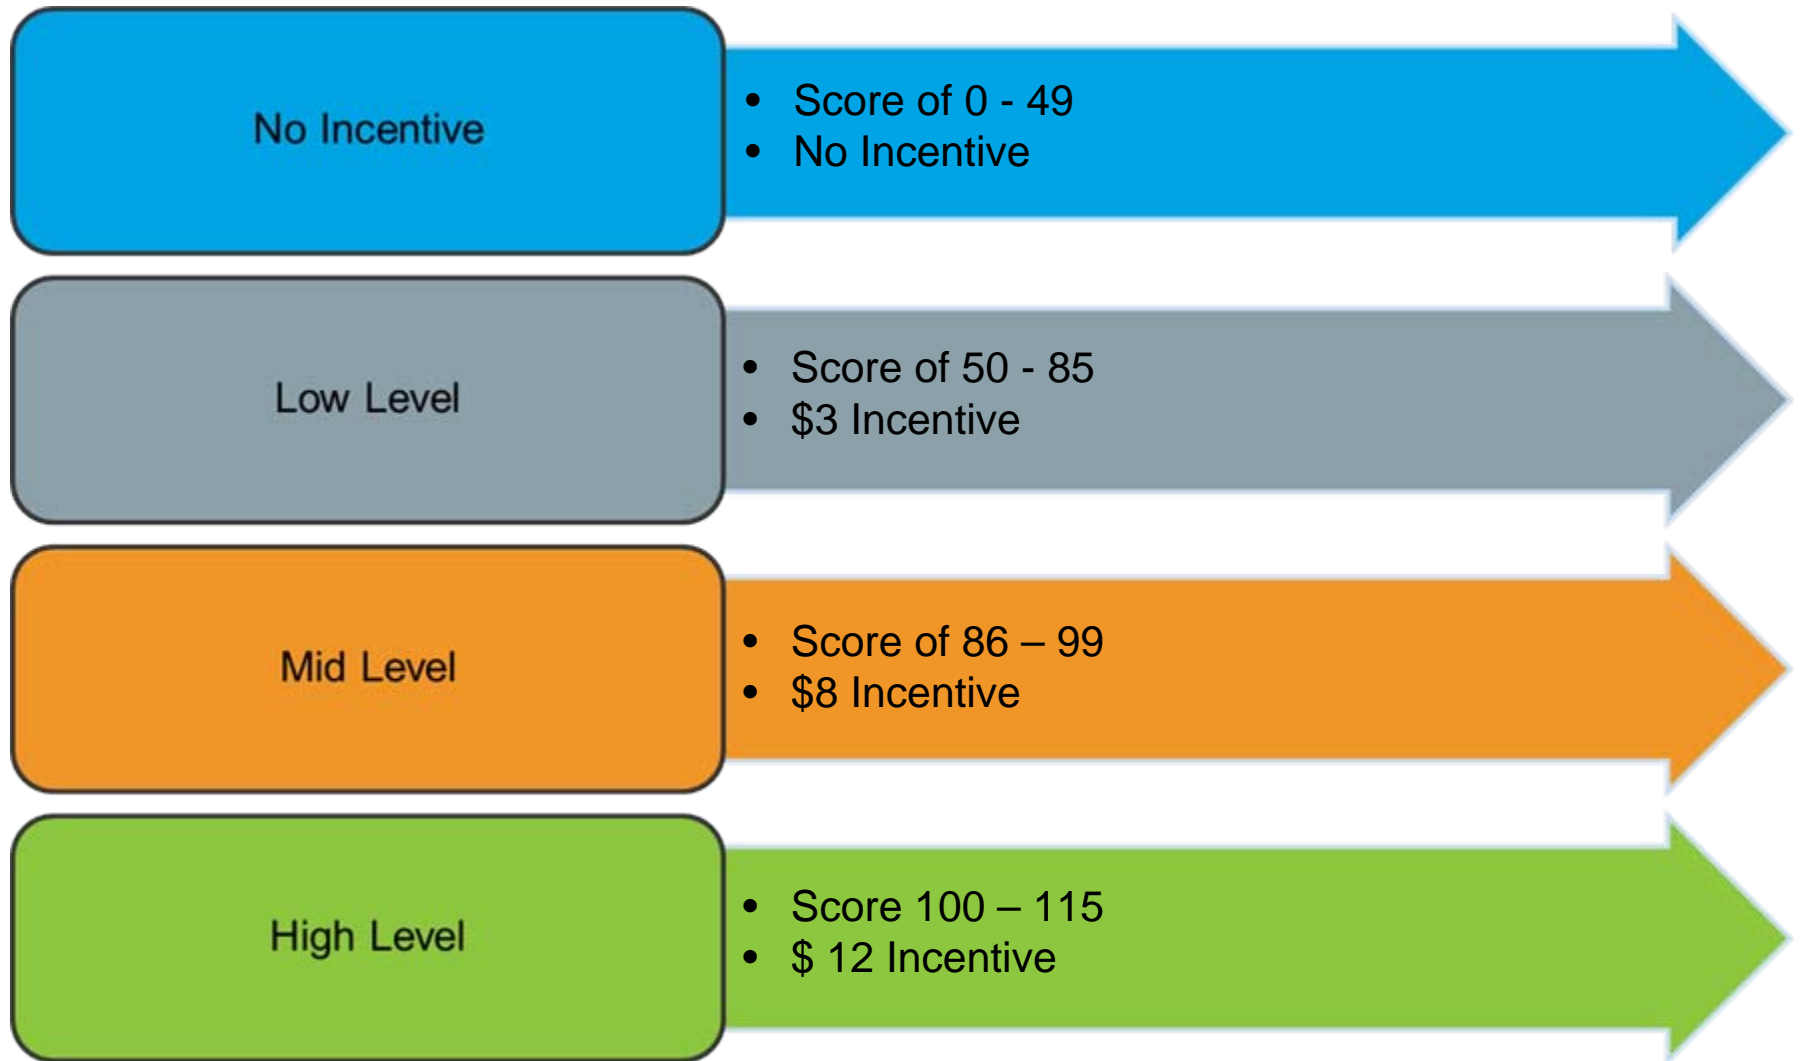 No Incentive
• Score of 0 - 49
• No Incentive
Low Level
• Score of 50 - 85
• $3 Incentive
Mid Level
• Score of 86 – 99
• $8 Incentive
High Level
• Score 100 – 115
• $ 12 Incentive